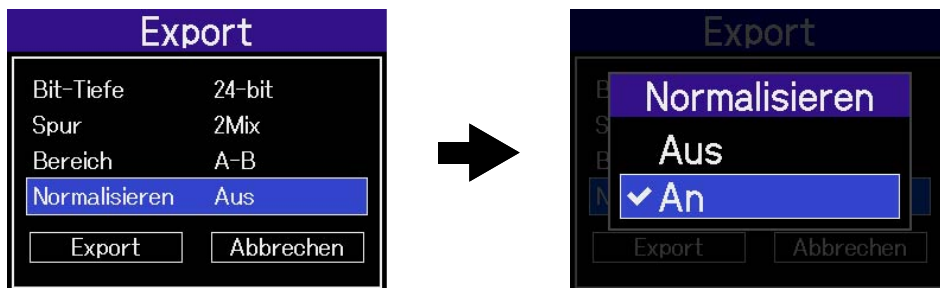 Export
Bit-Tiefe 24-bit
Spur 2Mix
Bereich A-B
Normalisieren Aus
Export Abbrechen
Export
Normalisieren
Aus
An
Export Abbrechen